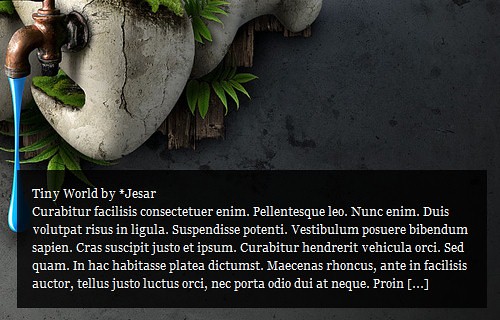 Tiny World by *Jesar
Curabitur facilisis consectetuer enim. Pellentesque leo. Nunc enim. Duis
volutpat risus in ligula. Suspendisse potenti. Vestibulum posuere bibendum
sapien. Cras suscipit justo et ipsum. Curabitur hendrerit vehicula orci. Sed
quam. In hac habitasse platea dictumst. Maecenas rhoncus, ante in facilisis
auctor, tellus justo luctus orci, nec porta odio dui at neque. Proin [...]